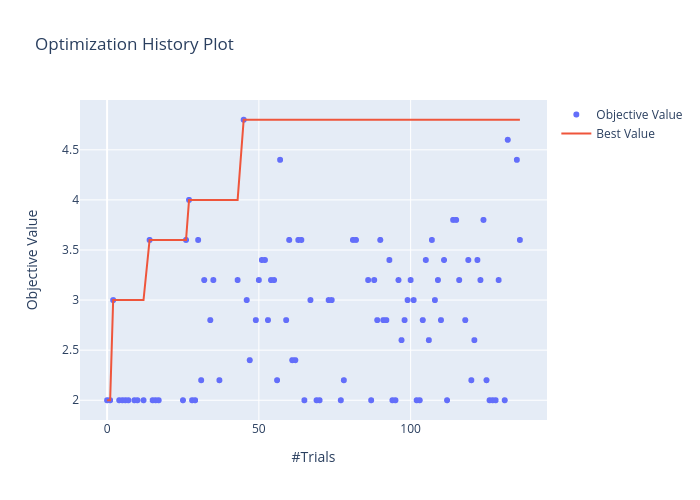 Optimization History Plot
Objective Value
Best Value
4.5
4
3.5
3
2.5
2
Objective Value
0
50
100
#Trials